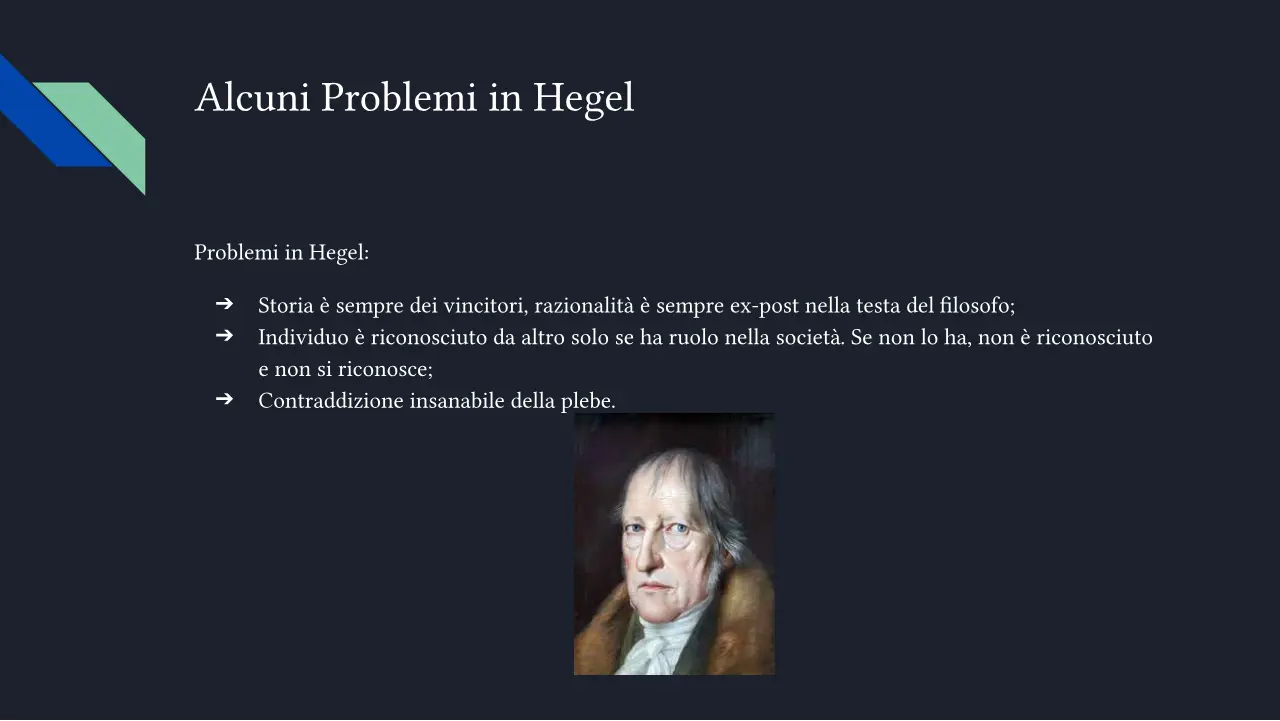 Alcuni Problemi in Hegel
Problemi in Hegel:
➔ Storia è sempre dei vincitori, razionalità è sempre ex-post nella testa del filosofo;
➔ Individuo è riconosciuto da altro solo se ha ruolo nella società. Se non lo ha, non è riconosciuto
e non si riconosce;
➔ Contraddizione insanabile della plebe.